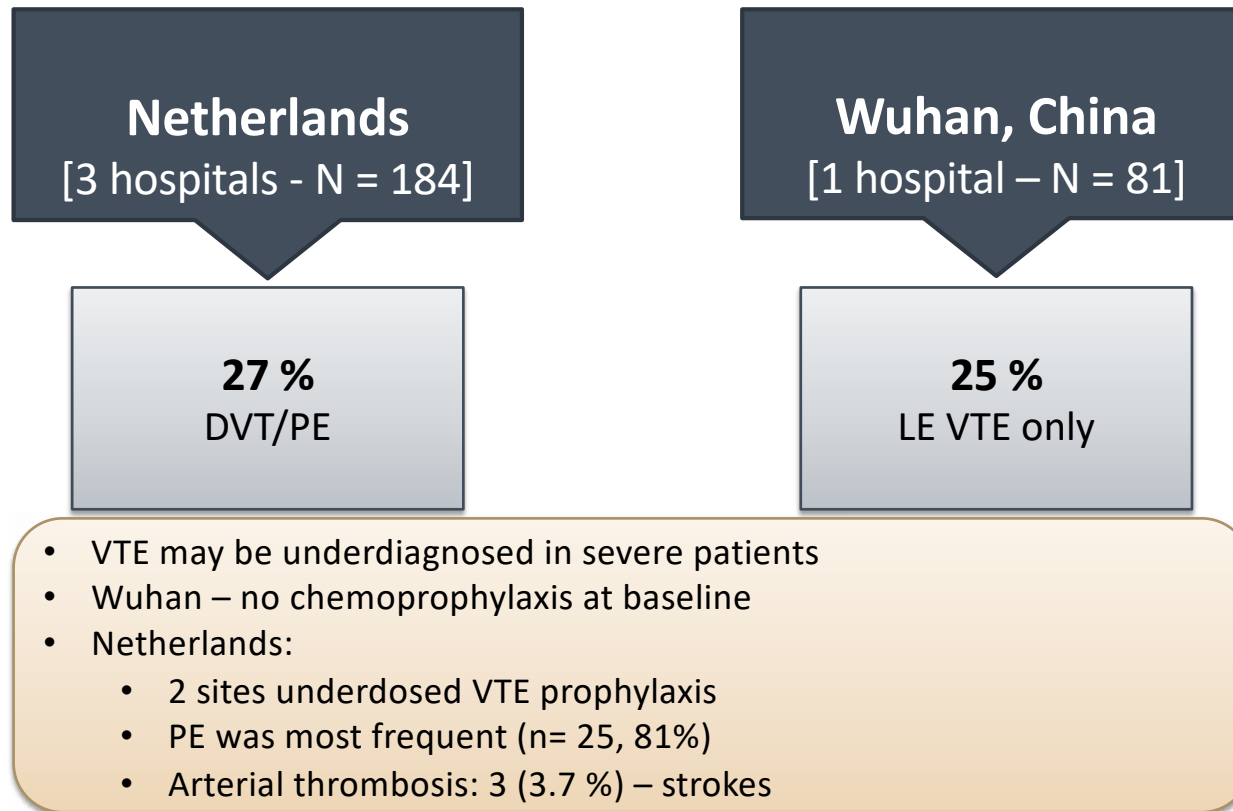 Netherlands
[3 hospitals - N = 184]
27 %
DVT/PE
Wuhan, China
[1 hospital – N = 81]
25 %
LE VTE only
• VTE may be underdiagnosed in severe patients
• Wuhan – no chemoprophylaxis at baseline
• Netherlands:
• 2 sites underdosed VTE prophylaxis
• PE was most frequent (n= 25, 81%)
• Arterial thrombosis: 3 (3.7 %) – strokes